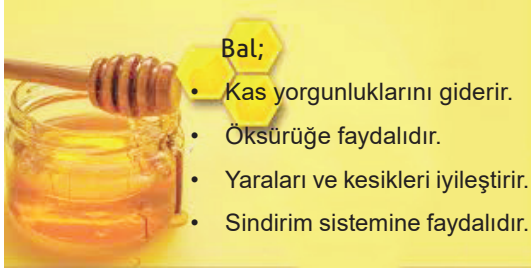 Bal;
• Kas yorgunluklarını giderir.
• Öksürüğe faydalıdır.
• Yaraları ve kesikleri iyileştirir.
• Sindirim sistemine faydalıdır.